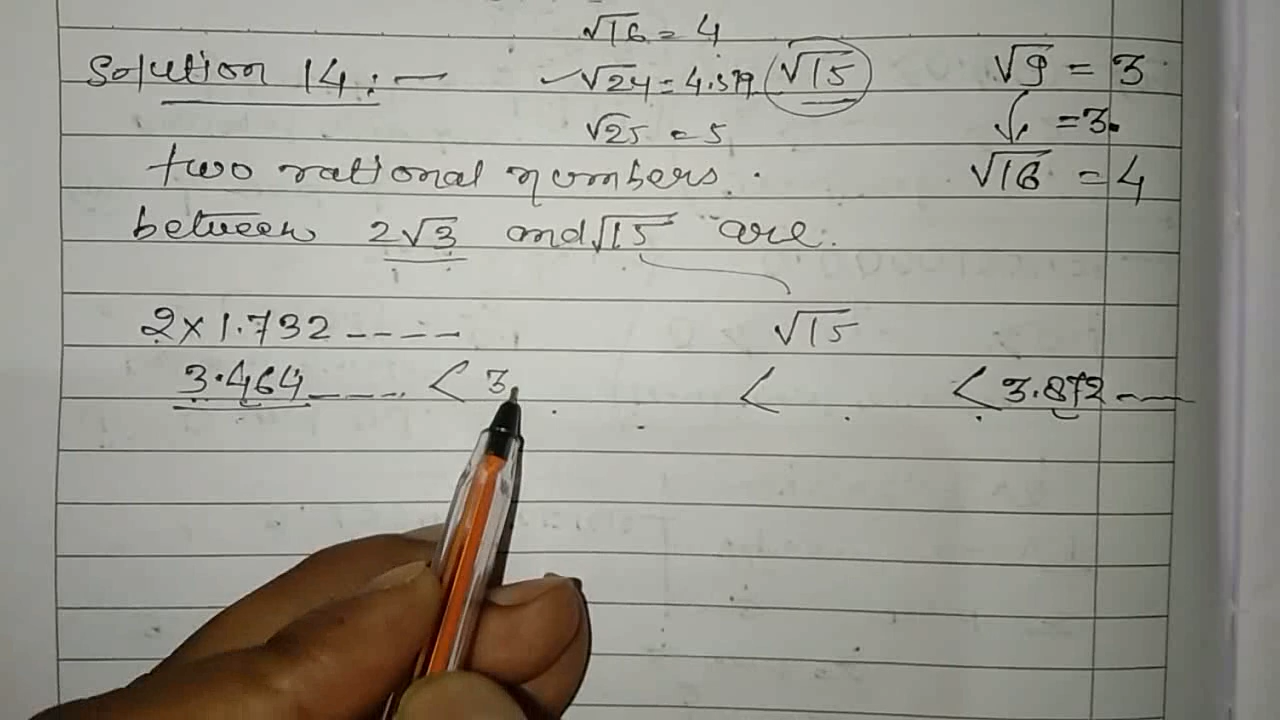 √16 = 4
Solution 14:- √24 = 4.579 √15 √9 = 3
√25 = 5 = 3.
two rational numbers. √16 = 4
between 2√3 and √15 are.
2×1.732---- √15
3.464---- < 3. < < 3.872---